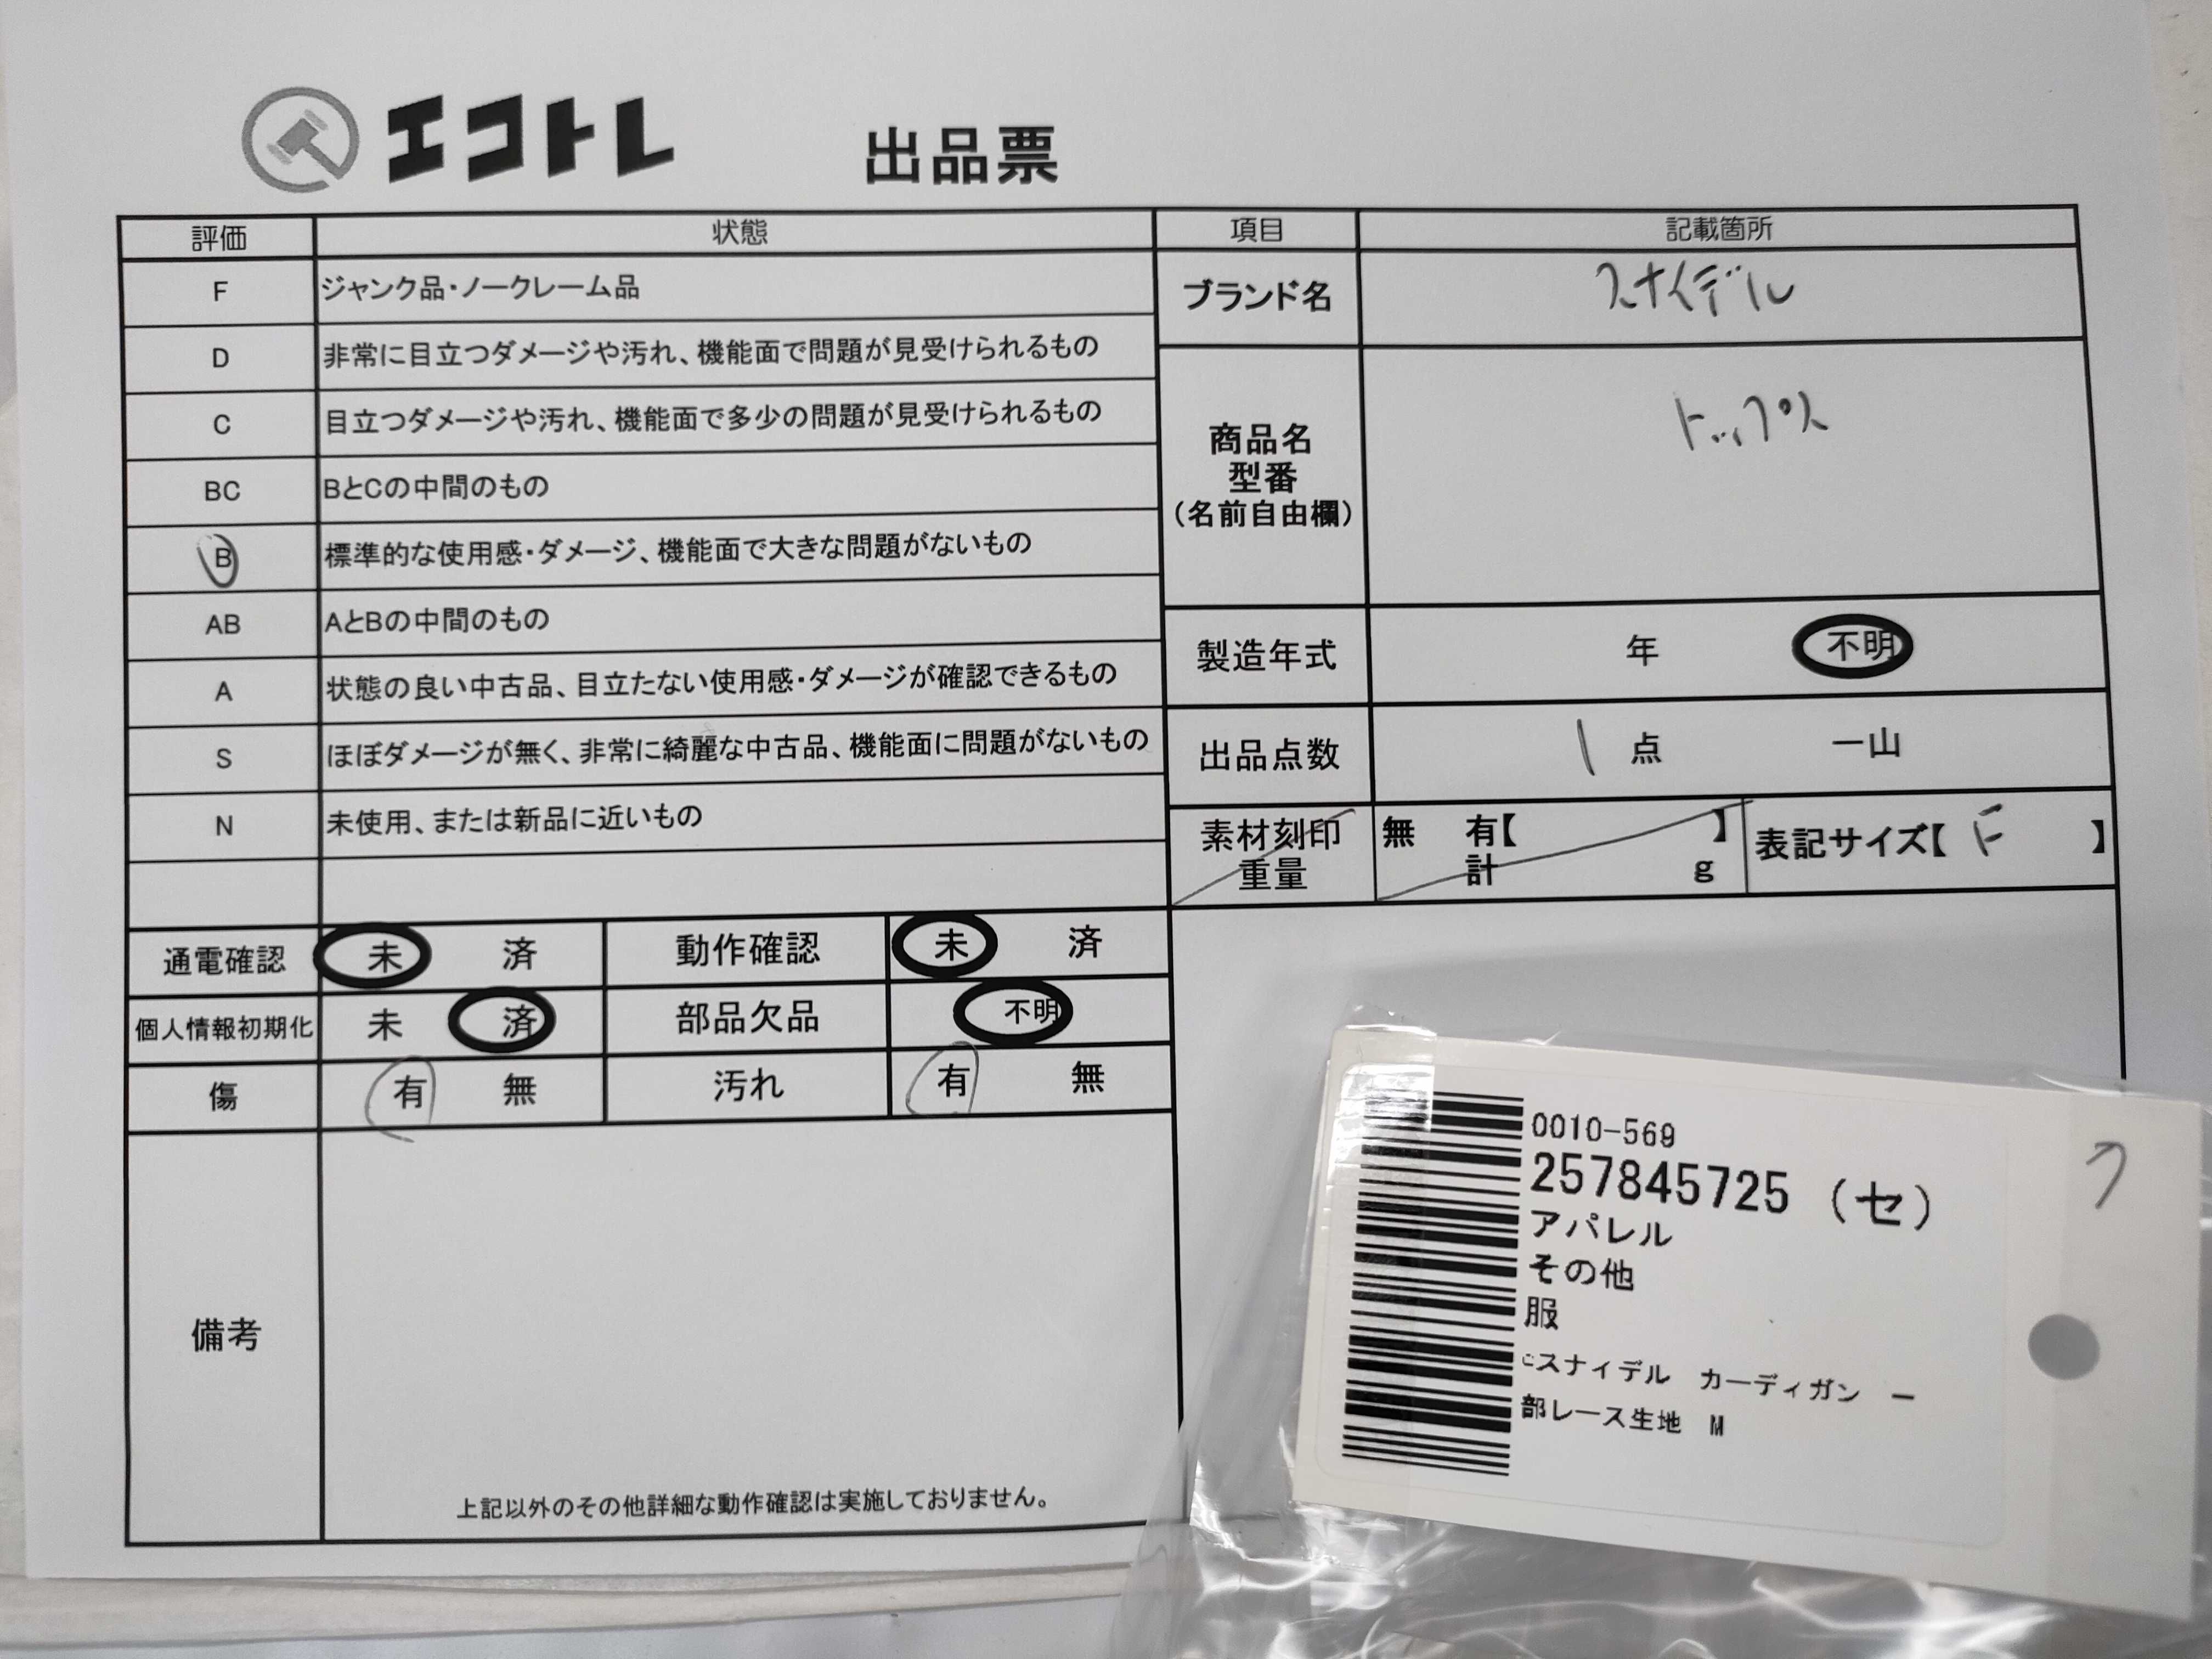 エコトレ 出品票
評価 状態 項目 記載箇所
F ジャンク品・ノークレーム品
ブランド名 スナイデル
D 非常に目立つダメージや汚れ、機能面で問題が見受けられるもの
C 目立つダメージや汚れ、機能面で多少の問題が見受けられるもの
商品名
型番
(名前自由欄)
トップス
BC BとCの中間のもの
B 標準的な使用感・ダメージ、機能面で大きな問題がないもの
AB AとBの中間のもの
製造年式 年 不明
A 状態の良い中古品、目立たない使用感・ダメージが確認できるもの
S ほぼダメージが無く、非常に綺麗な中古品、機能面に問題がないもの
出品点数 1 点 一山
N 未使用、または新品に近いもの
素材刻印 無 有【 】
重量 計 g
表記サイズ【 F 】
通電確認 未 済 動作確認 未 済
個人情報初期化 未 済 部品欠品 不明
傷 有 無 汚れ 有 無
備考
上記以外のその他詳細な動作確認は実施しておりません。
0010-569
257845725 (セ)
アパレル
その他
服
cスナイデル カーディガン 一
部レース生地 M